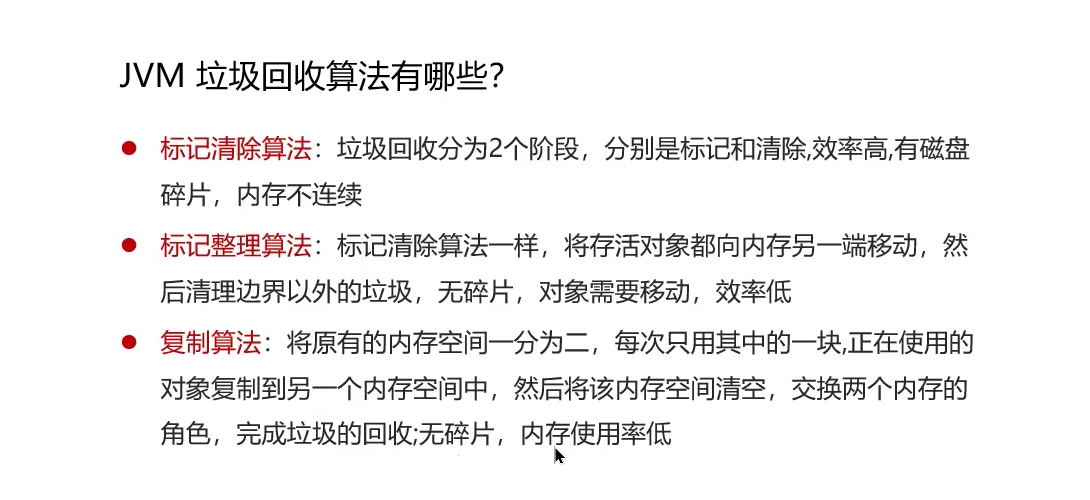 JVM 垃圾回收算法有哪些？
标记清除算法：垃圾回收分为2个阶段，分别是标记和清除,效率高,有磁盘
碎片，内存不连续
标记整理算法：标记清除算法一样，将存活对象都向内存另一端移动，然
后清理边界以外的垃圾，无碎片，对象需要移动，效率低
复制算法：将原有的内存空间一分为二，每次只用其中的一块,正在使用的
对象复制到另一个内存空间中，然后将该内存空间清空，交换两个内存的
角色，完成垃圾的回收;无碎片，内存使用率低